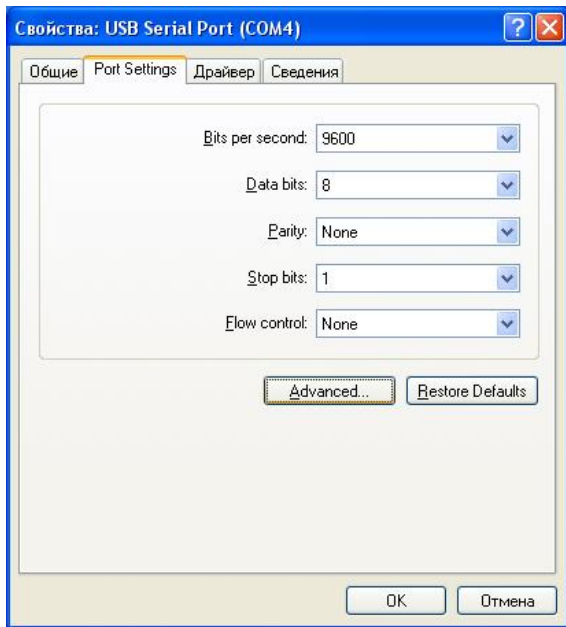 Свойства: USB Serial Port (COM4)
Общие Port Settings Драйвер Сведения
Bits per second: 9600
Data bits: 8
Parity: None
Stop bits: 1
Flow control: None
Advanced... Restore Defaults
OK Отмена